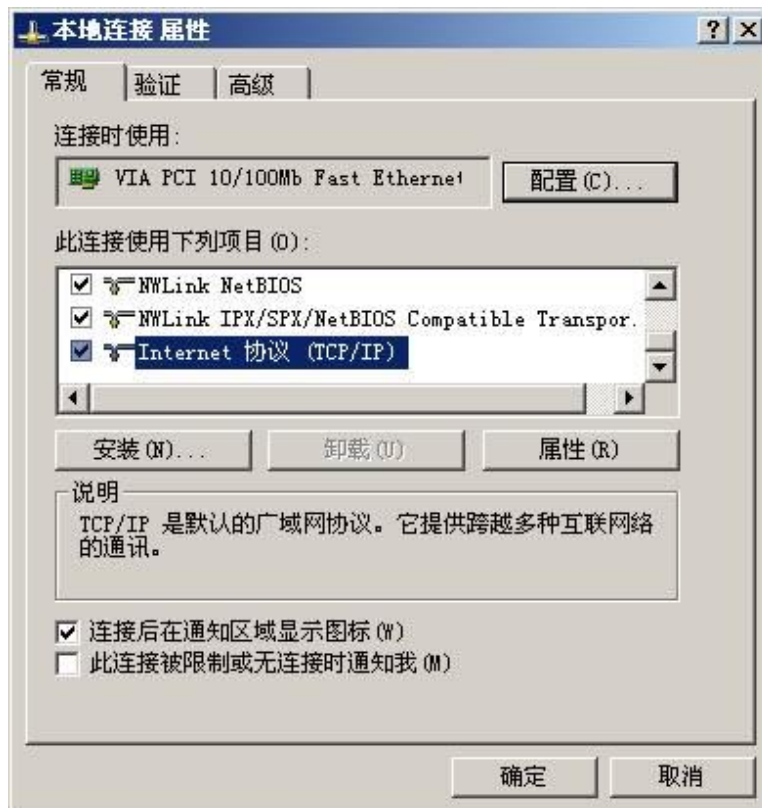 本地连接 属性
常规 验证 高级
连接时使用:
VIA PCI 10/100Mb Fast Ethernet
配置(C)...
此连接使用下列项目(O):
NWLink NetBIOS
NWLink IPX/SPX/NetBIOS Compatible Transpor.
Internet 协议 (TCP/IP)
安装(N)... 卸载(U) 属性(R)
说明
TCP/IP 是默认的广域网协议。它提供跨越多种互联网络
的通讯。
连接后在通知区域显示图标(W)
此连接被限制或无连接时通知我(M)
确定 取消